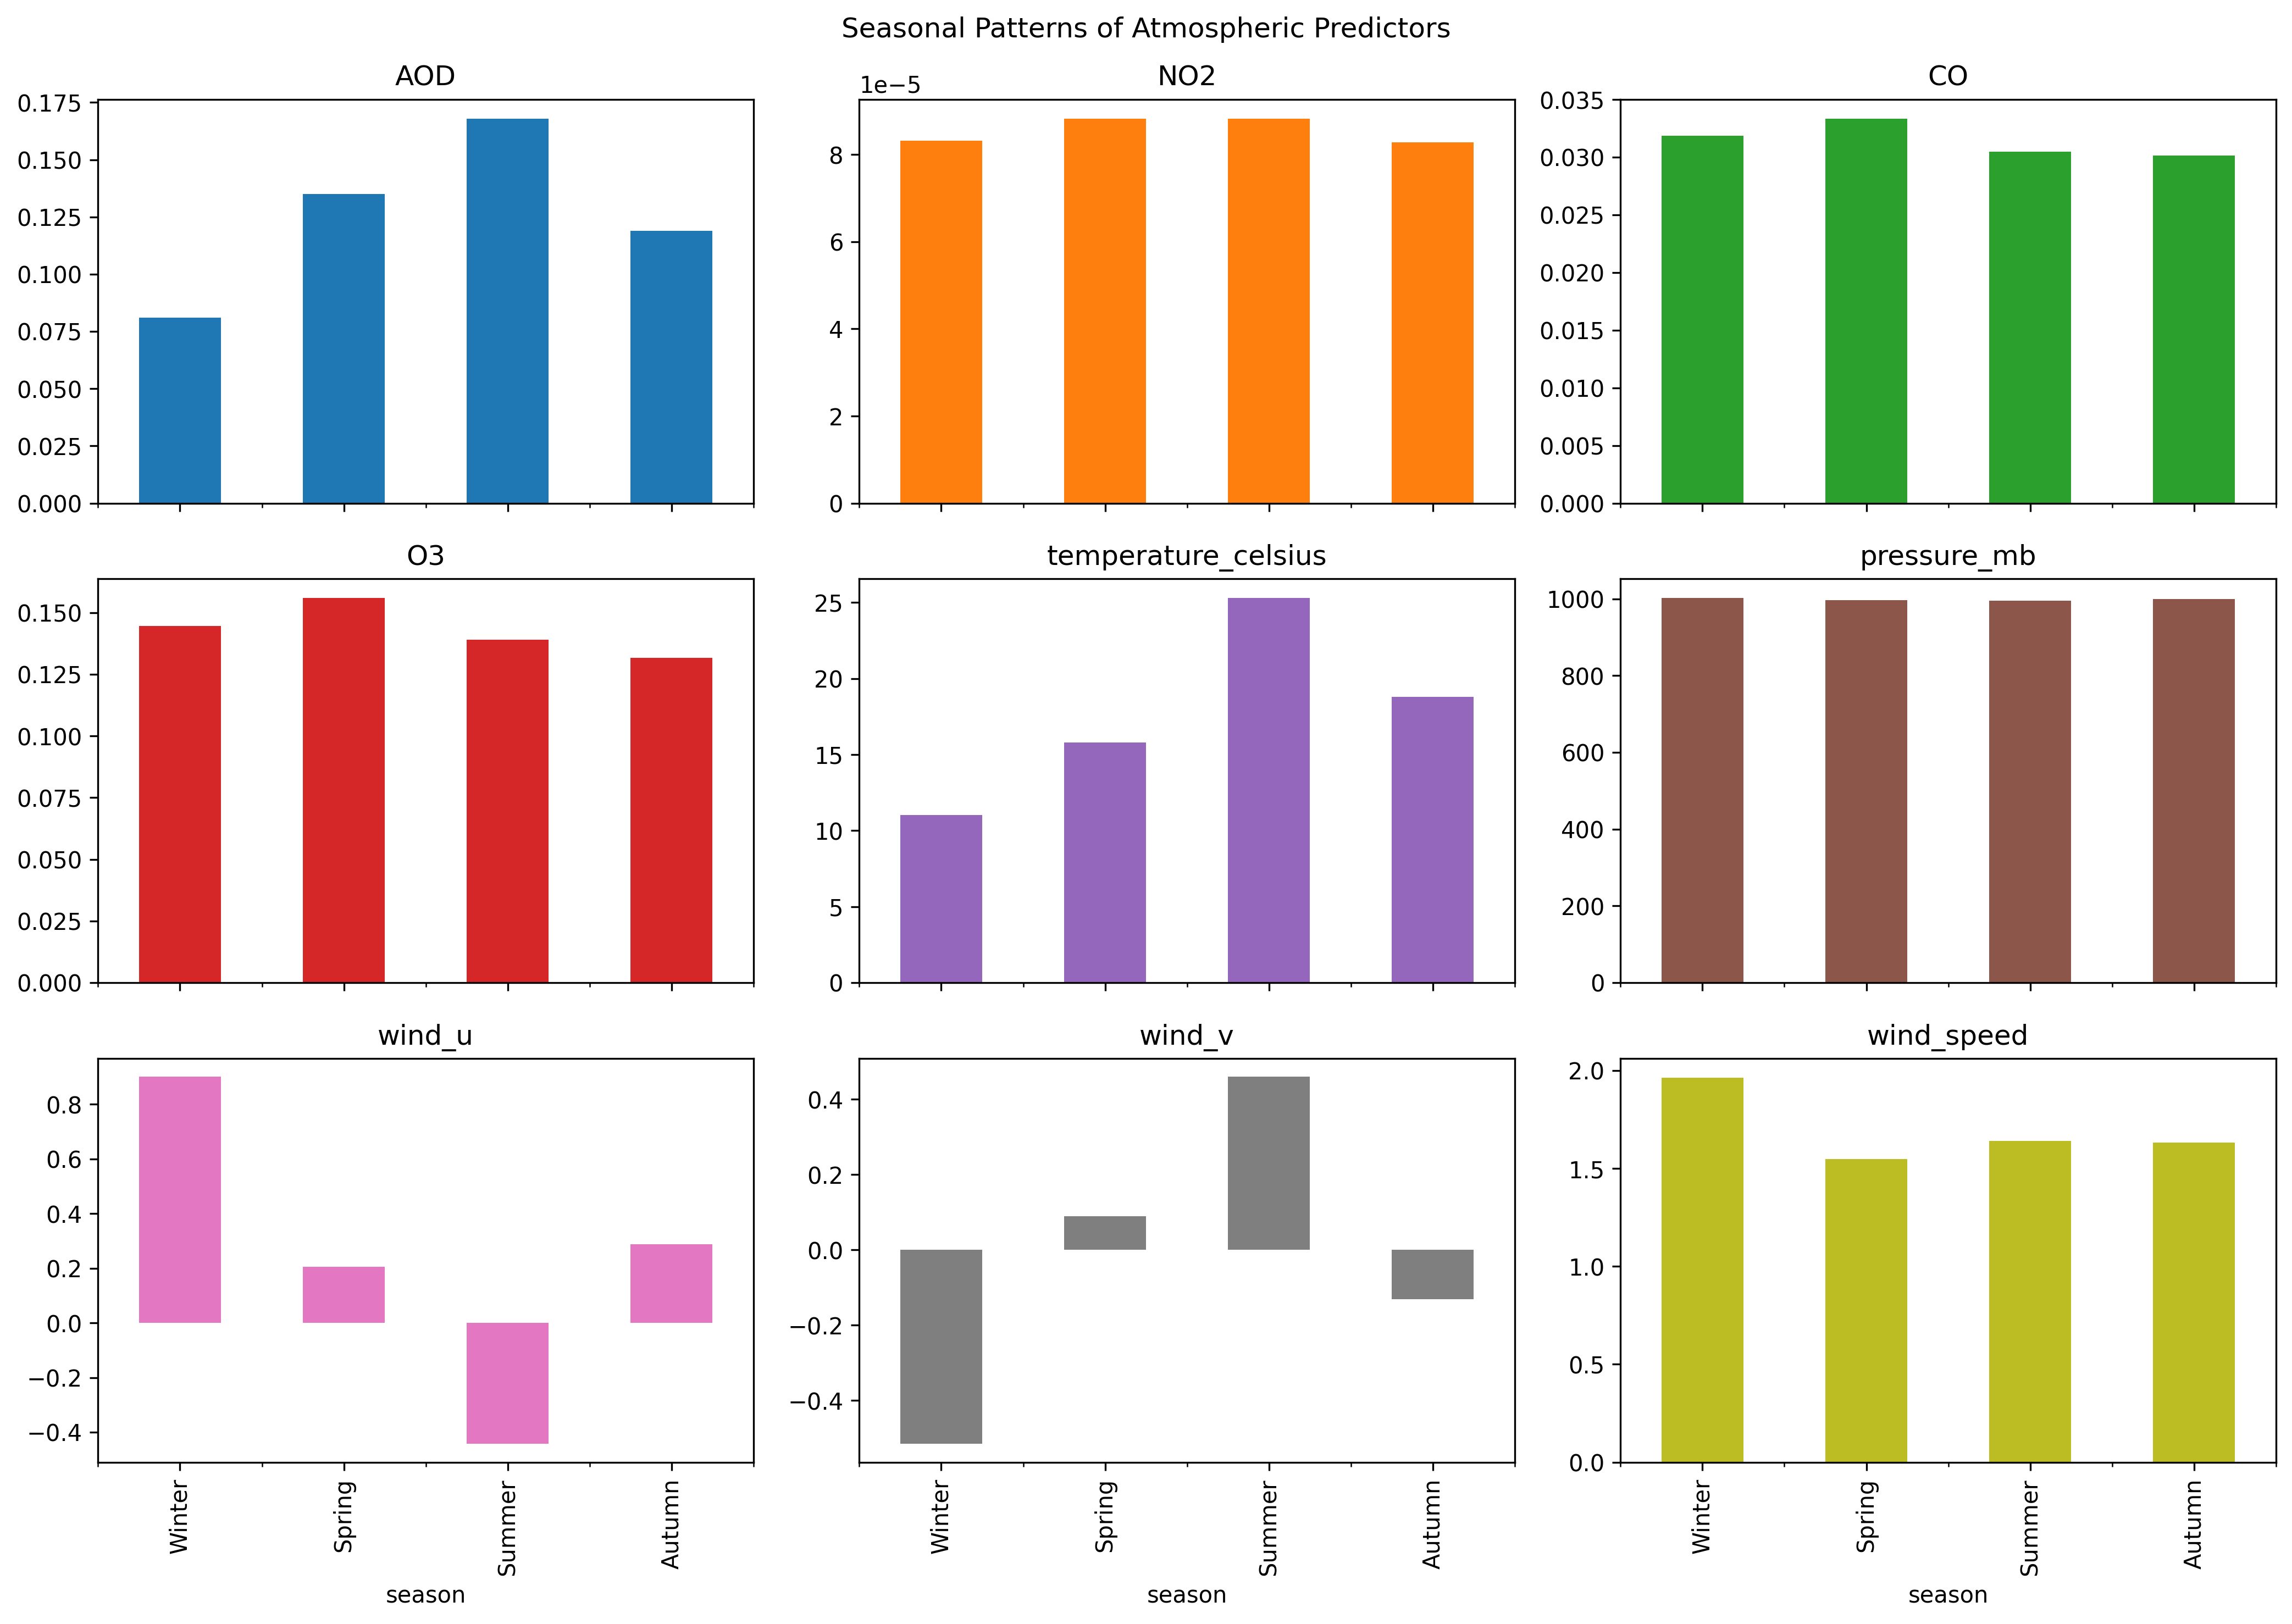 Seasonal Patterns of Atmospheric Predictors
AOD
0.175
0.150
0.125
0.100
0.075
0.050
0.025
0.000
NO2
1e−5
8
6
4
2
0
CO
0.035
0.030
0.025
0.020
0.015
0.010
0.005
0.000
O3
0.150
0.125
0.100
0.075
0.050
0.025
0.000
temperature_celsius
25
20
15
10
5
0
pressure_mb
1000
800
600
400
200
0
wind_u
0.8
0.6
0.4
0.2
0.0
−0.2
−0.4
Winter
Spring
Summer
Autumn
season
wind_v
0.4
0.2
0.0
−0.2
−0.4
Winter
Spring
Summer
Autumn
season
wind_speed
2.0
1.5
1.0
0.5
0.0
Winter
Spring
Summer
Autumn
season